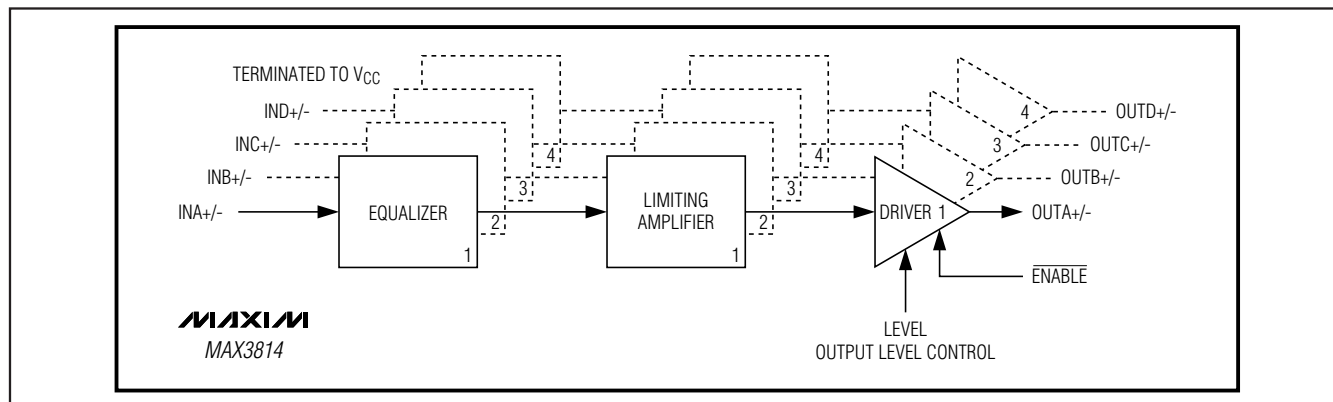 TERMINATED TO VCC
IND+/-
4
OUTD+/-
INC+/-
4
4
3
OUTC+/-
INB+/-
3
3
2
OUTB+/-
INA+/-
EQUALIZER
2
LIMITING
AMPLIFIER
2
DRIVER 1
OUTA+/-
1
1
ENABLE
MAXIM
MAX3814
LEVEL
OUTPUT LEVEL CONTROL